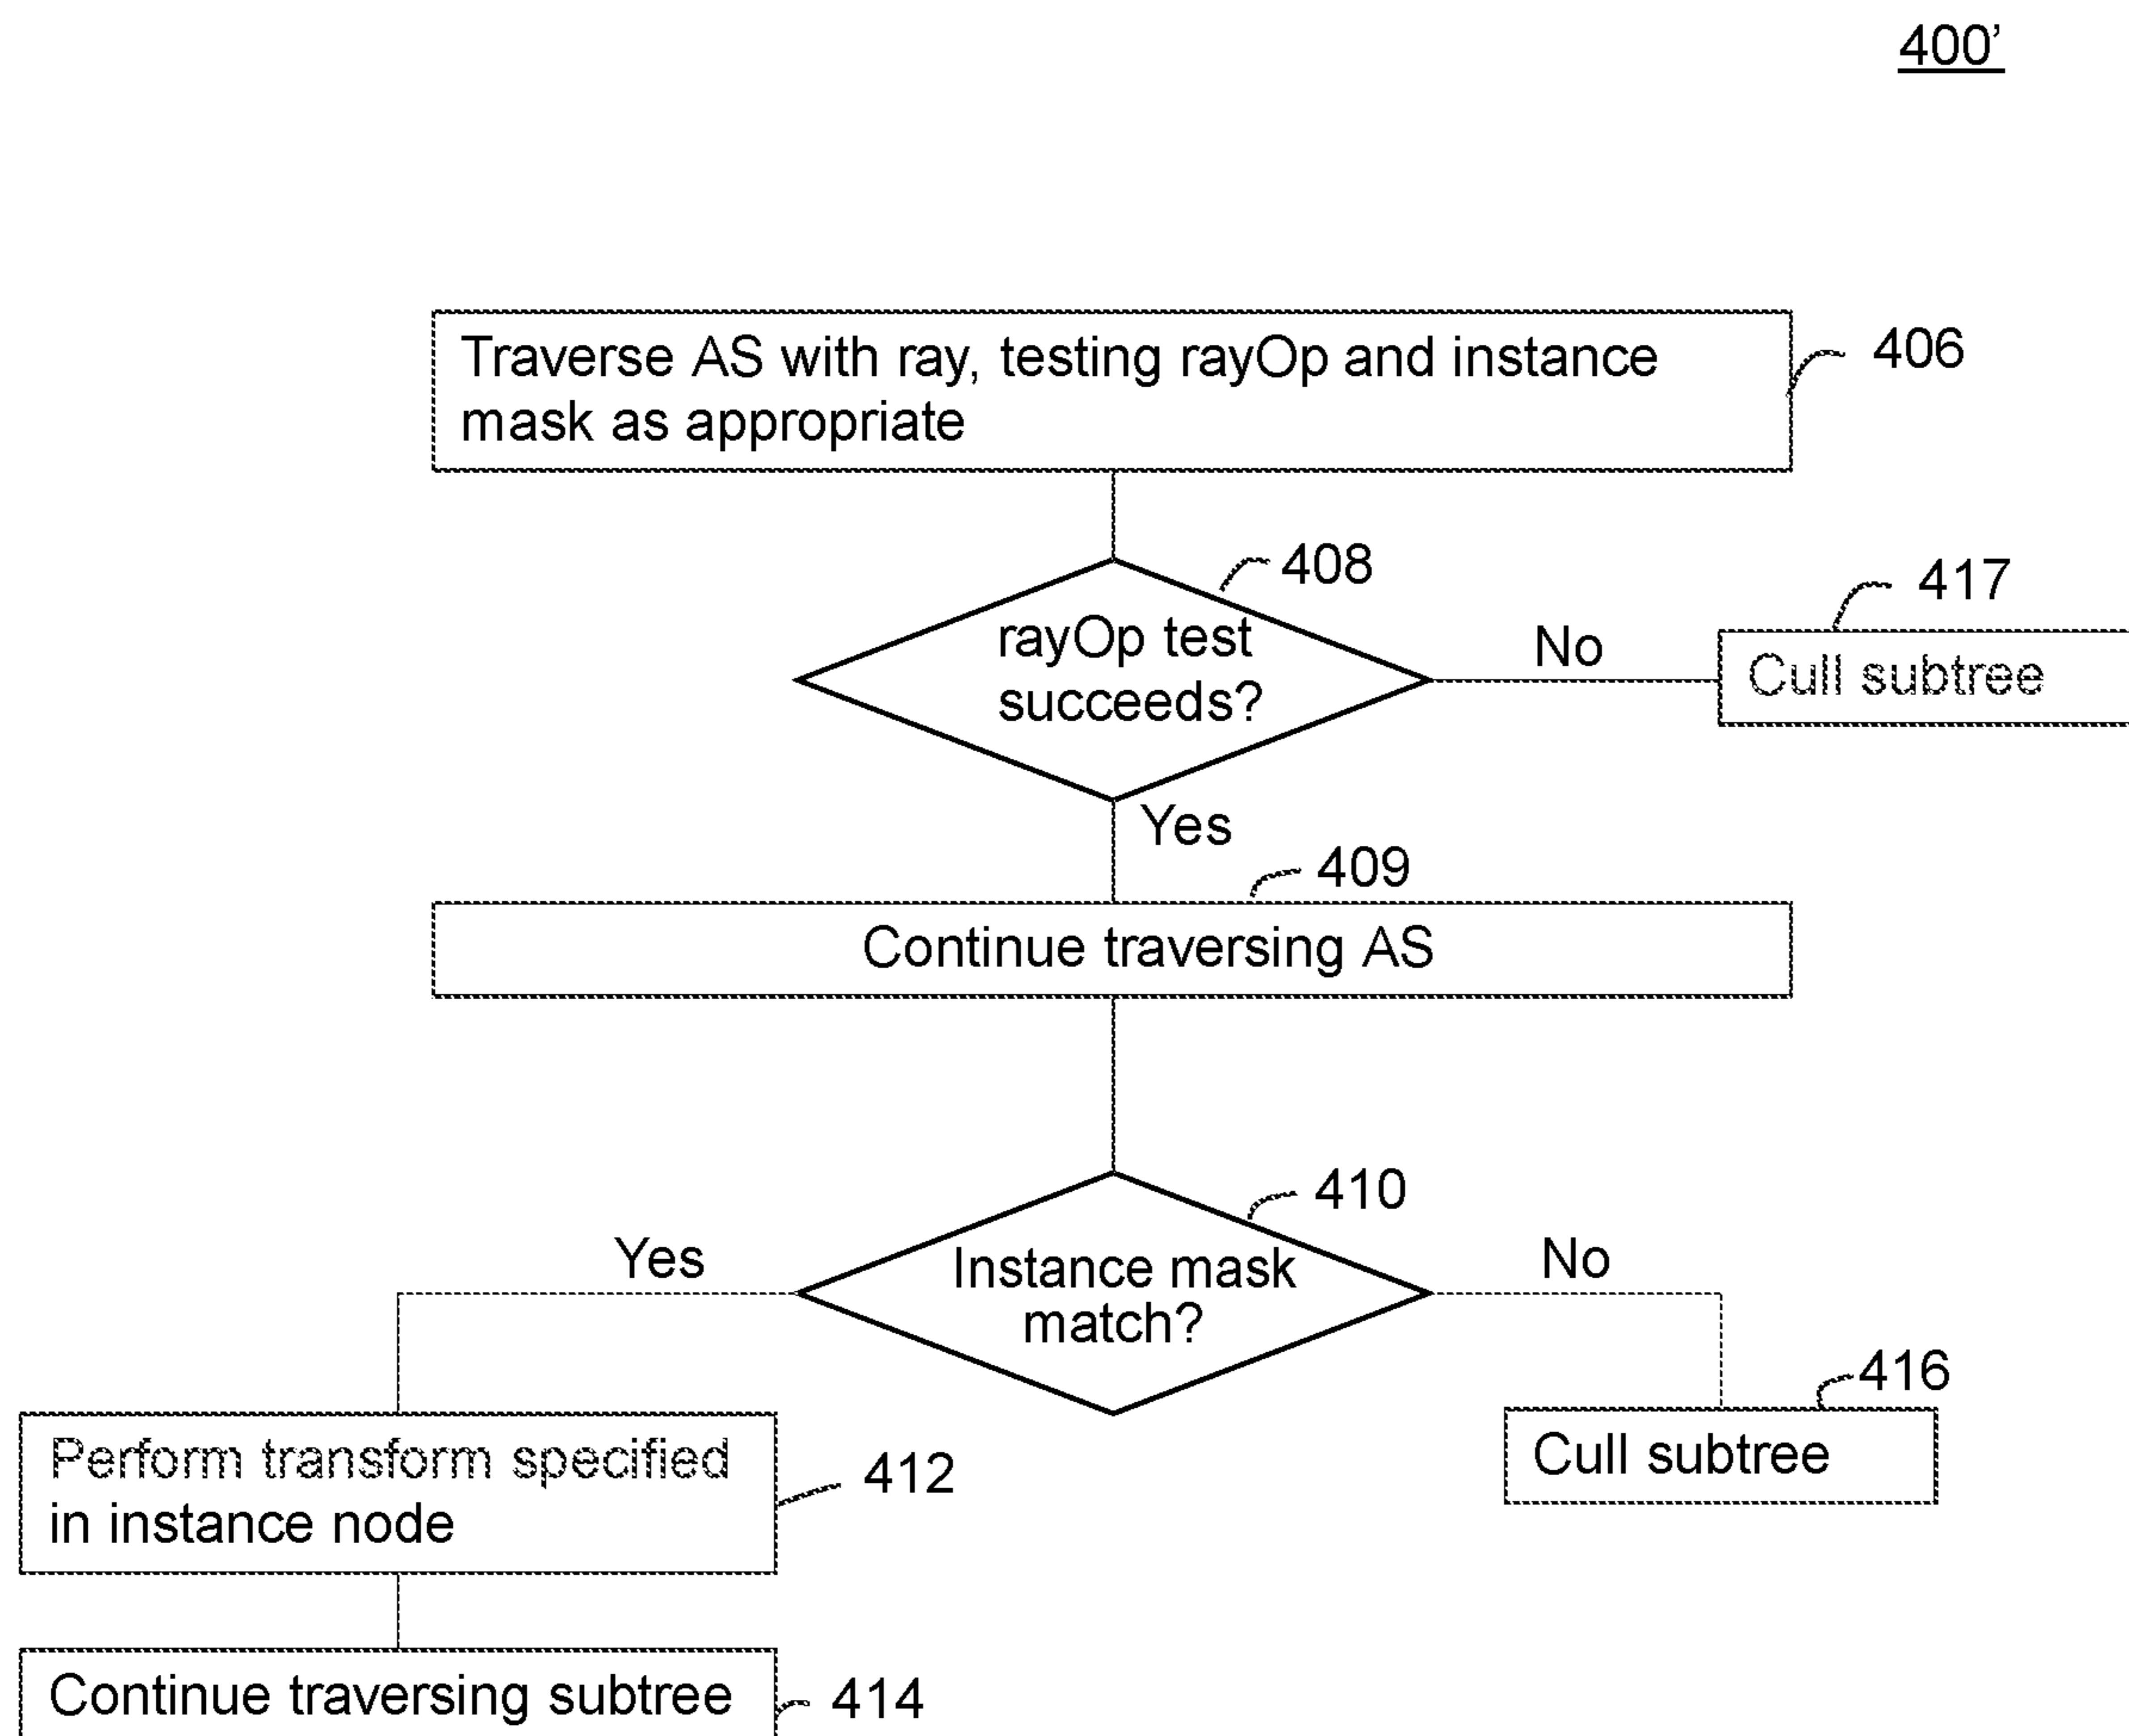 400’
Traverse AS with ray, testing rayOp and instance
mask as appropriate
406
408
rayOp test
succeeds?
No
417
Cull subtree
Yes
409
Continue traversing AS
410
Instance mask
match?
Yes
No
416
Cull subtree
Perform transform specified
in instance node
412
Continue traversing subtree
414